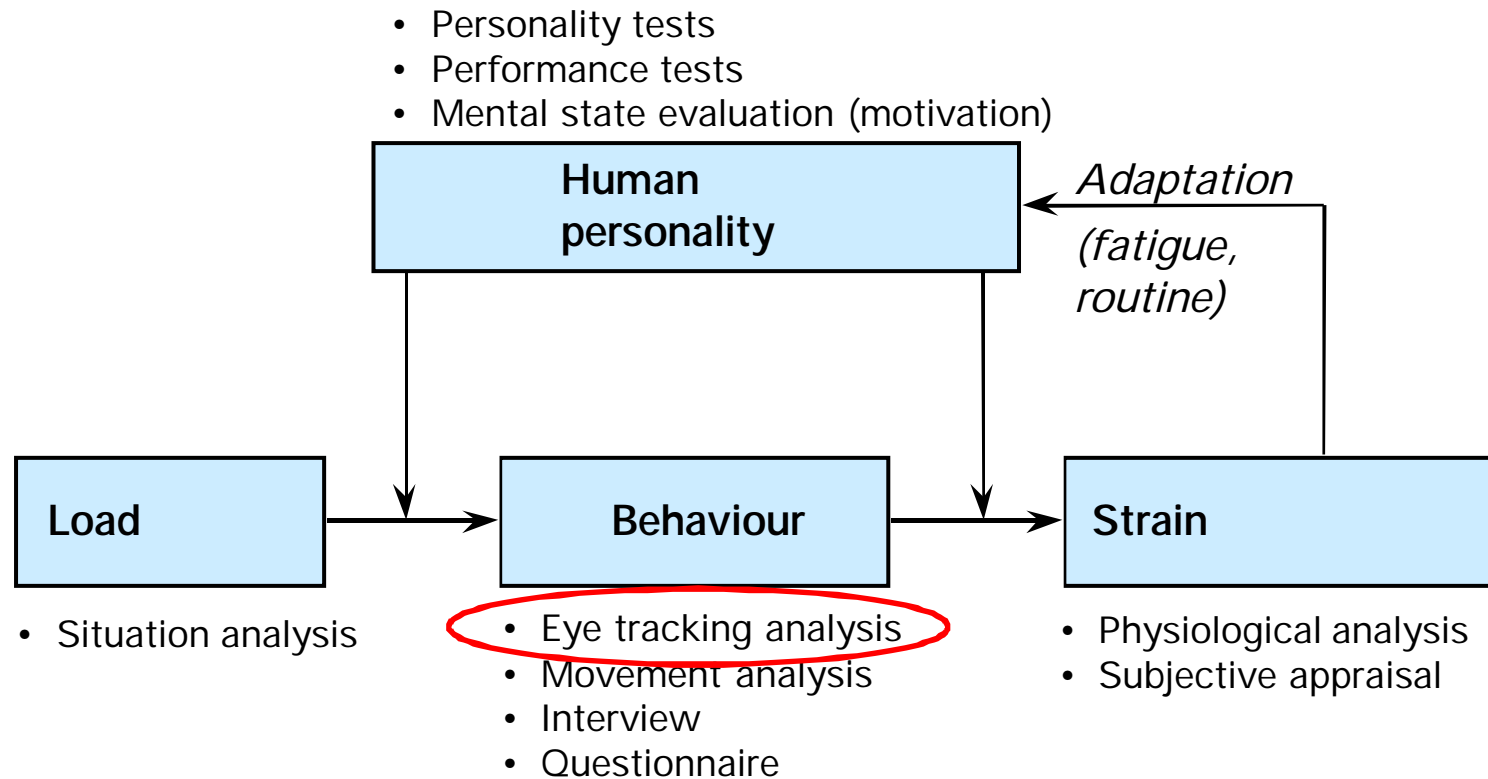 • Personality tests
• Performance tests
• Mental state evaluation (motivation)
Human
personality
Adaptation
(fatigue,
routine)
Load
Behaviour
Strain
• Situation analysis
• Eye tracking analysis
• Movement analysis
• Interview
• Questionnaire
• Physiological analysis
• Subjective appraisal